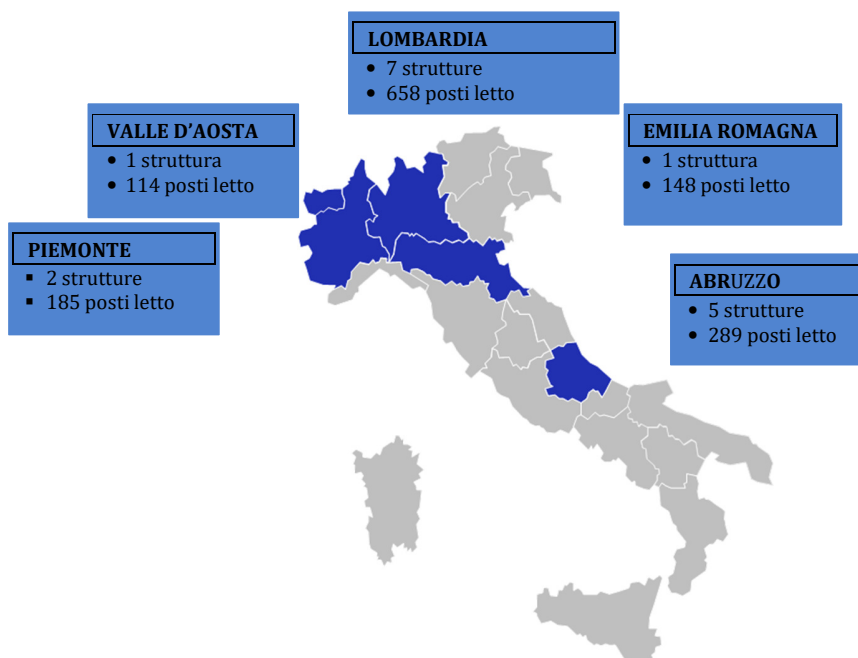 LOMBARDIA
• 7 strutture
• 658 posti letto
VALLE D'AOSTA
• 1 struttura
• 114 posti letto
EMILIA ROMAGNA
• 1 struttura
• 148 posti letto
PIEMONTE
▪ 2 strutture
▪ 185 posti letto
ABRUZZO
• 5 strutture
• 289 posti letto